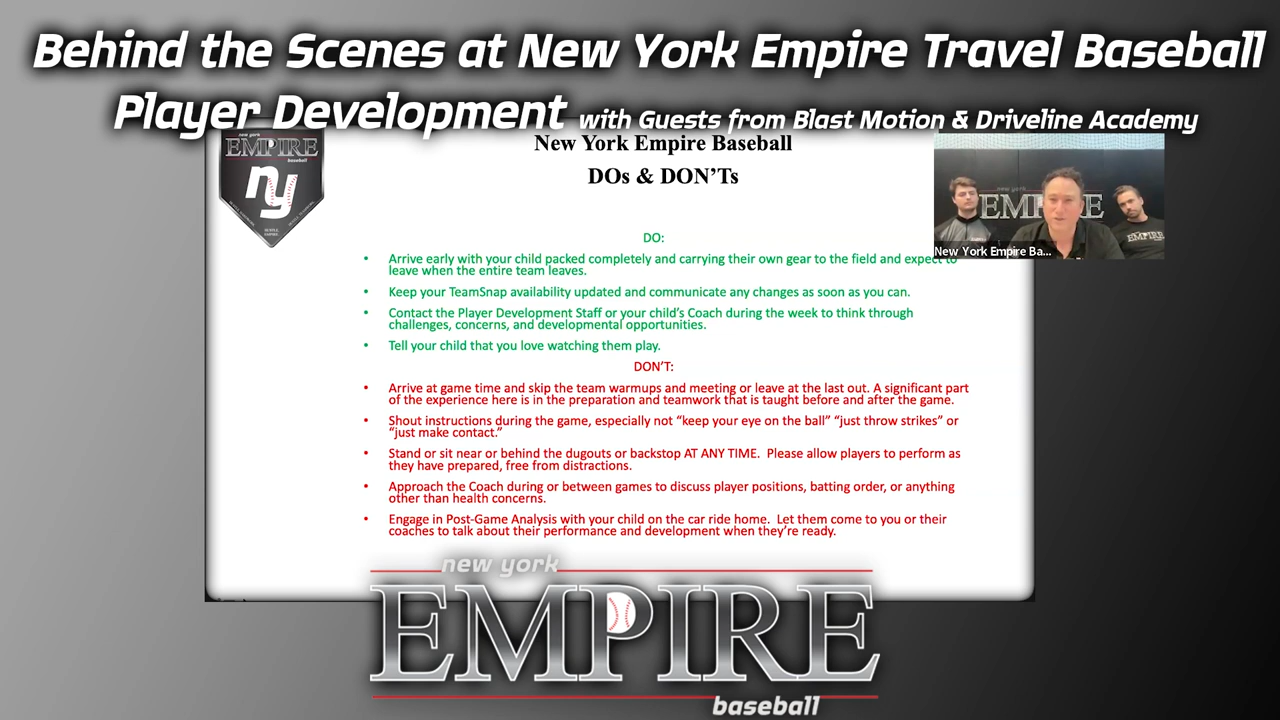 Behind the Scenes at New York Empire Travel Baseball
Player Development with Guests from Blast Motion & Driveline Academy
new york
EMPIRE
baseball
ny
New York Empire Baseball
DOs & DON'Ts
new york
EMPIRE
EMPIRE
New York Empire Ba...
DO:
• Arrive early with your child packed completely and carrying their own gear to the field and expect to
leave when the entire team leaves.
• Keep your TeamSnap availability updated and communicate any changes as soon as you can.
• Contact the Player Development Staff or your child's Coach during the week to think through
challenges, concerns, and developmental opportunities.
• Tell your child that you love watching them play.
DON'T:
• Arrive at game time and skip the team warmups and meeting or leave at the last out. A significant part
of the experience here is in the preparation and teamwork that is taught before and after the game.
• Shout instructions during the game, especially not “keep your eye on the ball” “just throw strikes” or
“just make contact.”
• Stand or sit near or behind the dugouts or backstop AT ANY TIME. Please allow players to perform as
they have prepared, free from distractions.
• Approach the Coach during or between games to discuss player positions, batting order, or anything
other than health concerns.
• Engage in Post-Game Analysis with your child on the car ride home. Let them come to you or their
coaches to talk about their performance and development when they're ready.
new york
EMPIRE
baseball